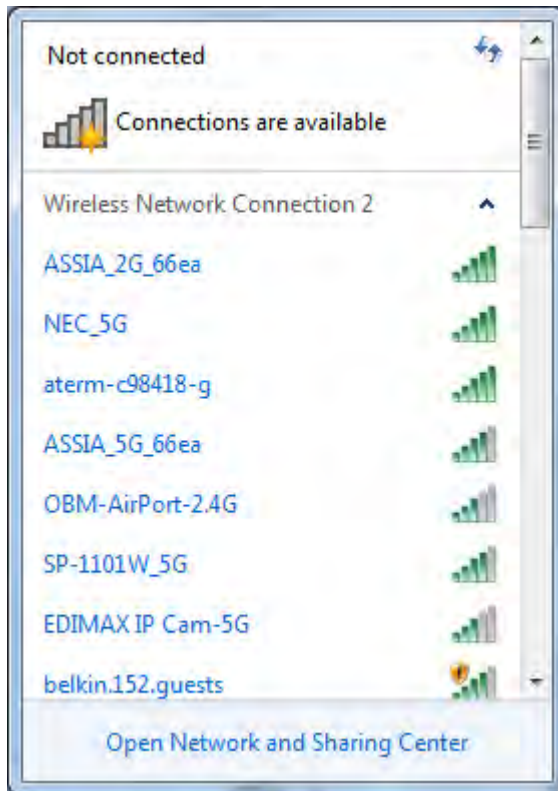 Not connected
Connections are available
Wireless Network Connection 2
ASSIA_2G_66ea
NEC_5G
aterm-c98418-g
ASSIA_5G_66ea
OBM-AirPort-2.4G
SP-1101W_5G
EDIMAX IP Cam-5G
belkin.152.guests
Open Network and Sharing Center